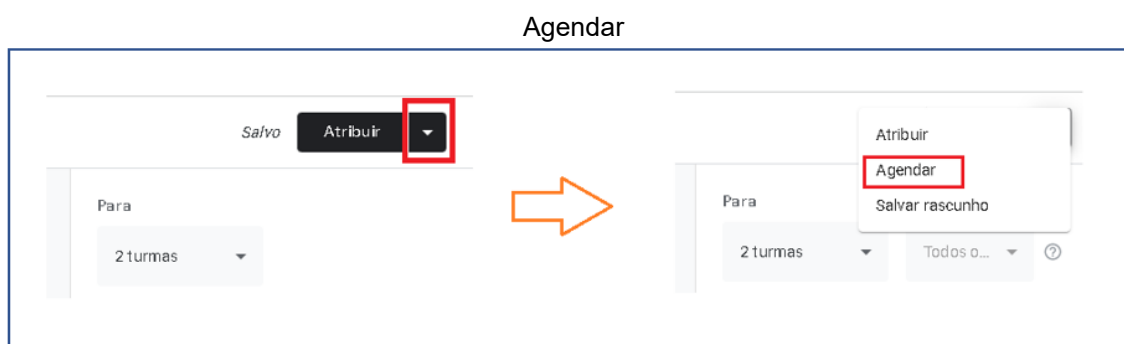 Agendar
Salvo Atribuir
Para
2 turmas
Atribuir
Agendar
Salvar rascunho
Para
2 turmas Todos o...